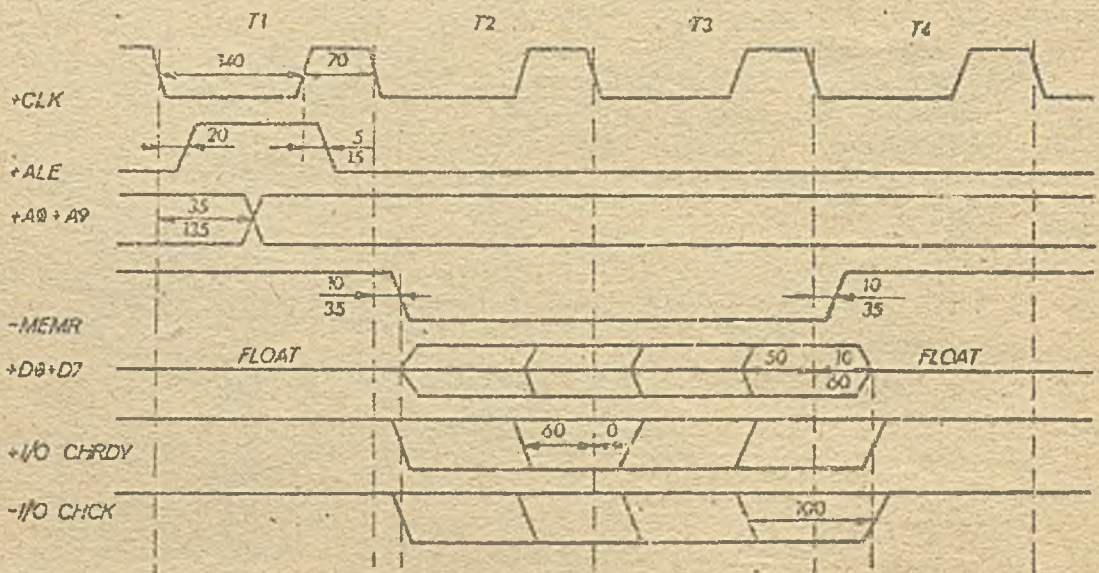 T1 T2 T3 T4
140 70
+CLK
20 5
15
+ALE
35
135
+A0÷A9
10
35
10
35
-MEMR
+D0÷D7 FLOAT 50 10 FLOAT
60
+I/O CHRDY 60 0
-I/O CHCK 100